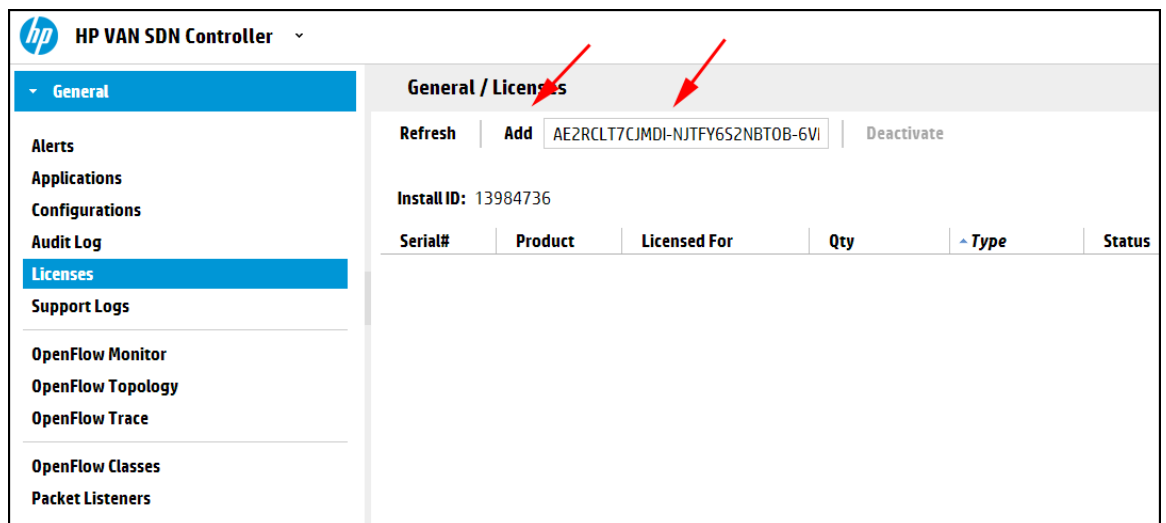 hp HP VAN SDN Controller
General
Alerts
Applications
Configurations
Audit Log
Licenses
Support Logs
OpenFlow Monitor
OpenFlow Topology
OpenFlow Trace
OpenFlow Classes
Packet Listeners
General / Licenses
Refresh Add AE2RCLT7CJMDI-NJTFY6S2NBTOB-6V Deactivate
Install ID: 13984736
Serial# Product Licensed For Qty Type Status